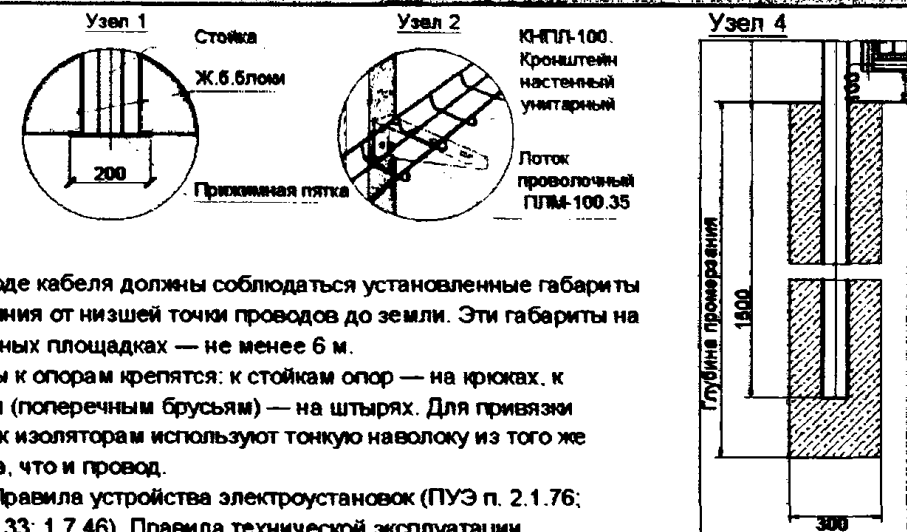 Узел 1
Стойка
Ж.б.блоки
200
Прижимная пятка
Узел 2
КНПЛ-100.
Кронштейн
настенный
унитарный
Лоток
проволочный
ПЛМ-100.35
Узел 4
100
Глубина промерзания
1600
300
оде кабеля должны соблюдаться установленные габариты
ния от низшей точки проводов до земли. Эти габариты на
ных площадках — не менее 6 м.
ы к опорам крепятся: к стойкам опор — на крюках, к
(поперечным брусьям) — на штырях. Для привязки
к изоляторам используют тонкую наволоку из того же
что и провод.
Правила устройства электроустановок (ПУЭ п. 2.1.76;
33; 1.7.46). Правила технической эксплуатации